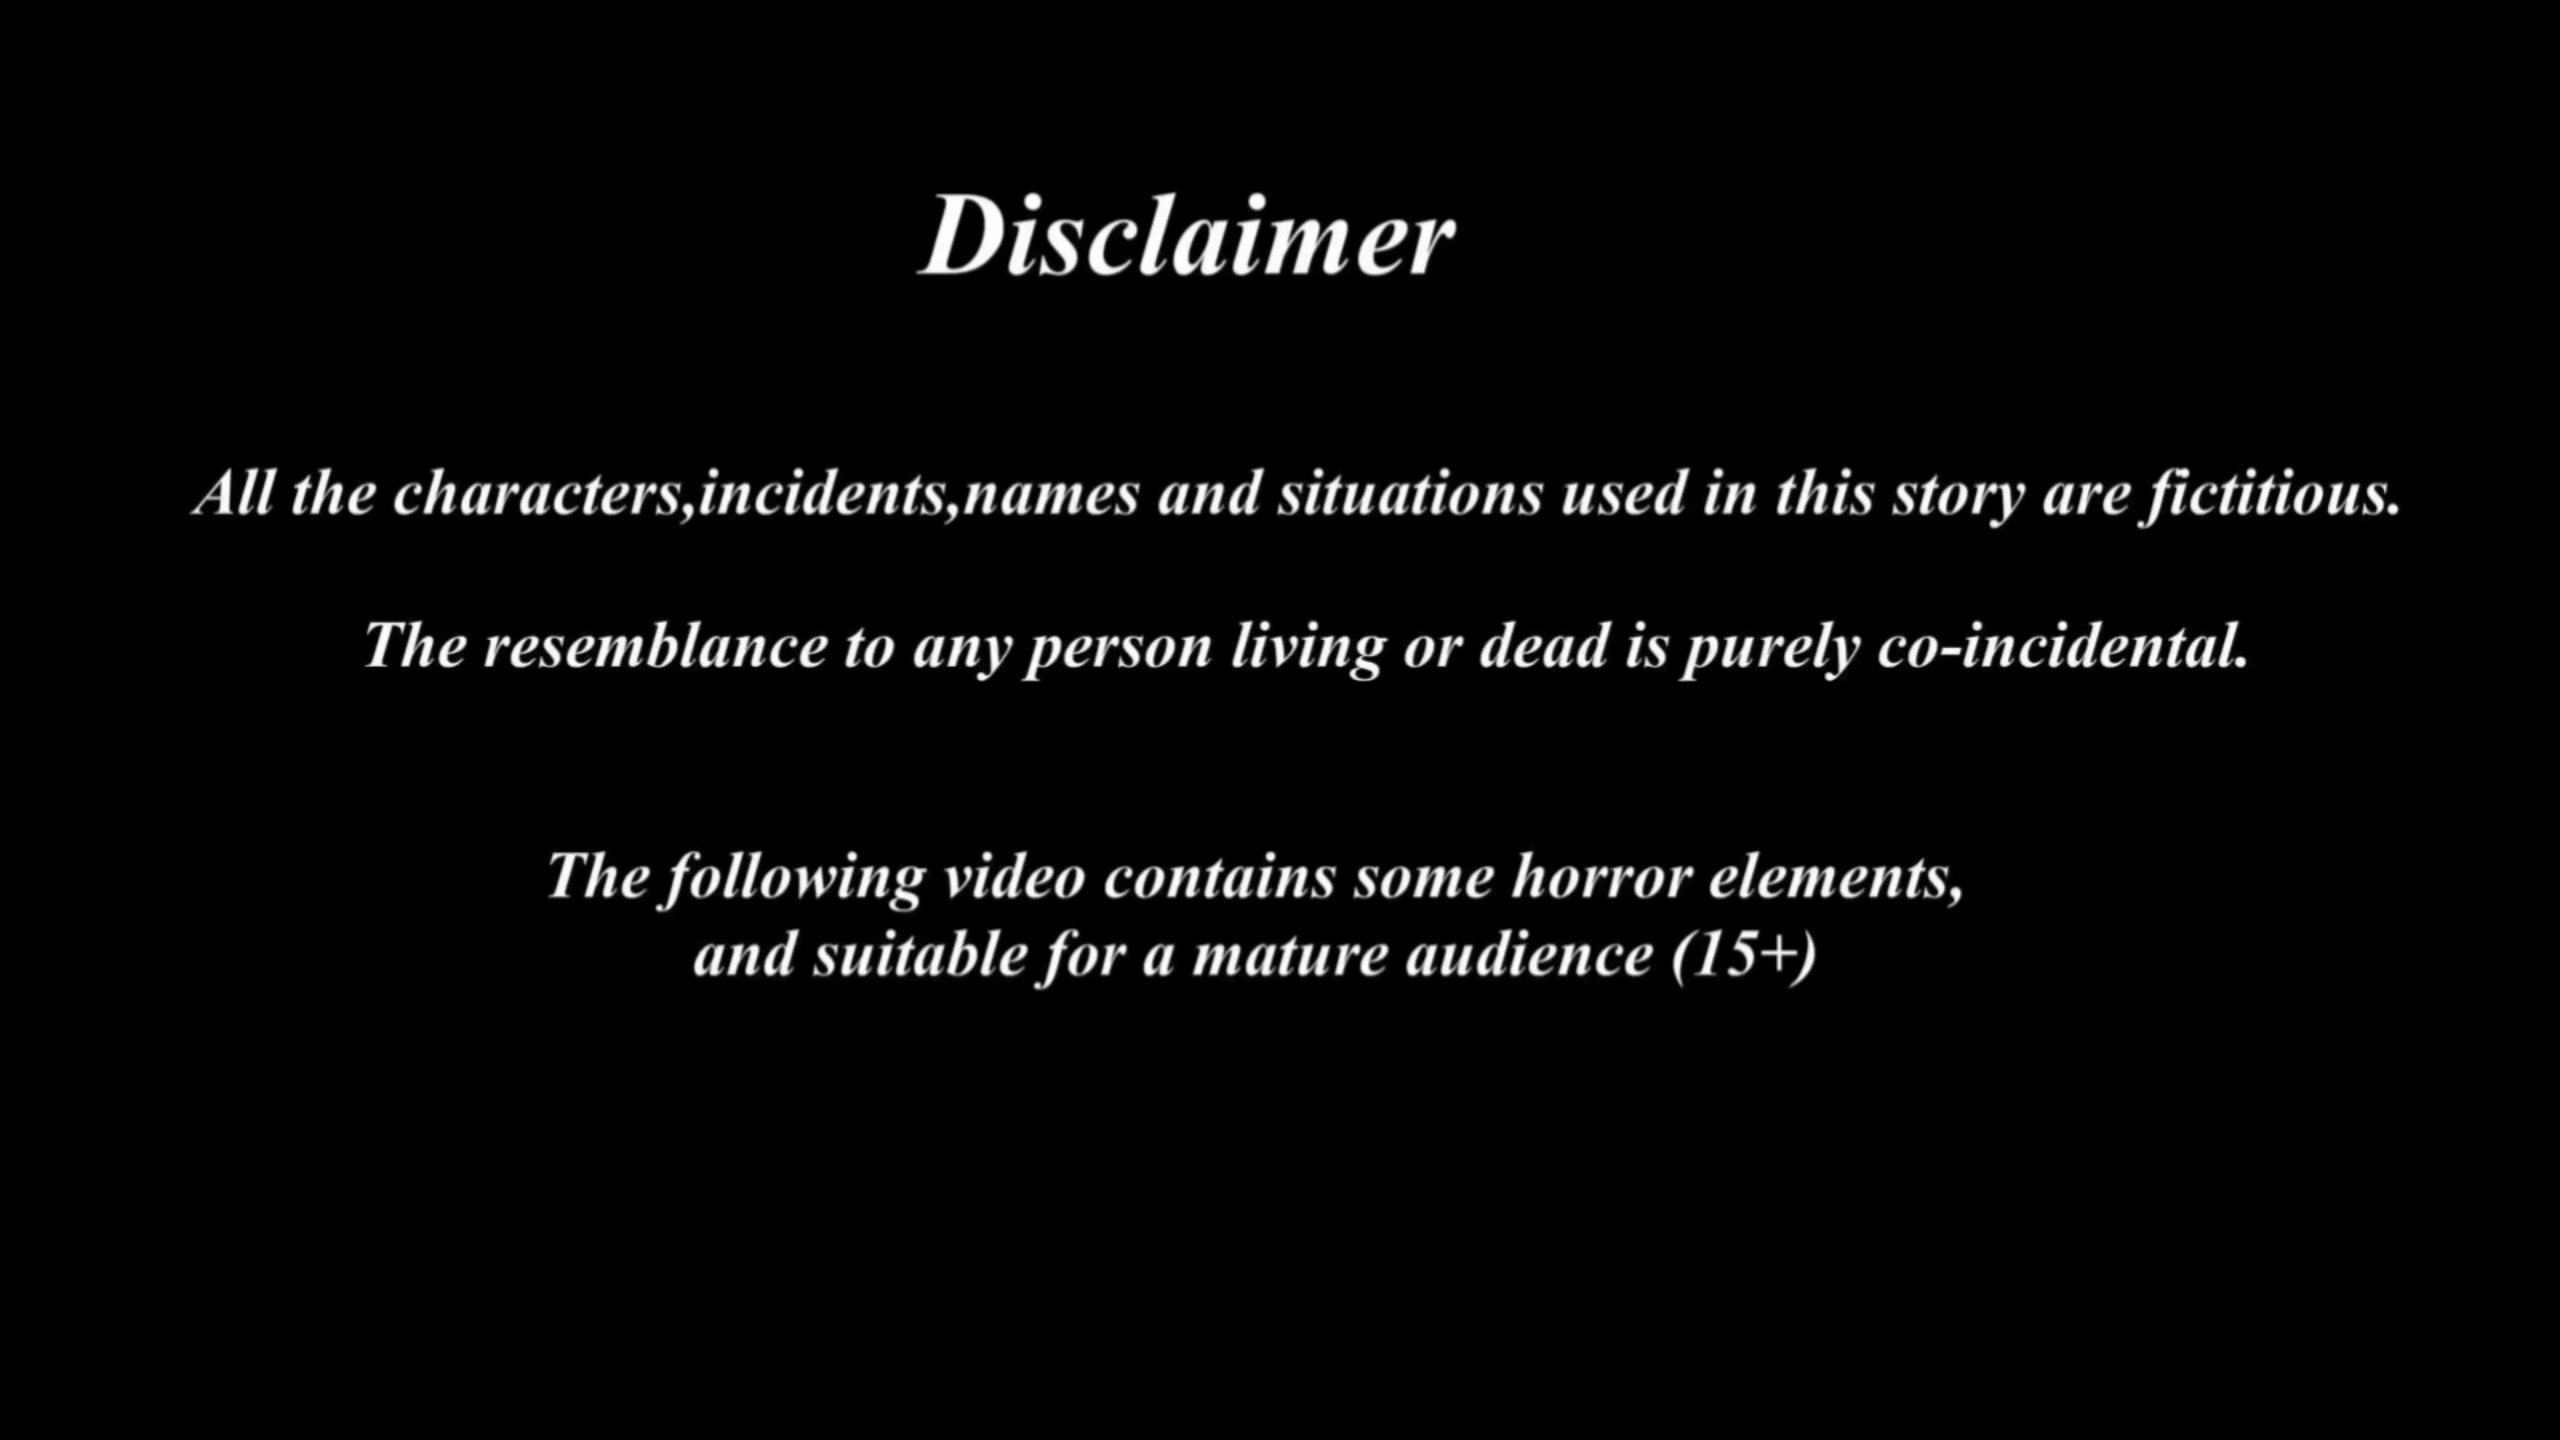 Disclaimer
All the characters,incidents,names and situations used in this story are fictitious.
The resemblance to any person living or dead is purely co-incidental.
The following video contains some horror elements,
and suitable for a mature audience (15+)